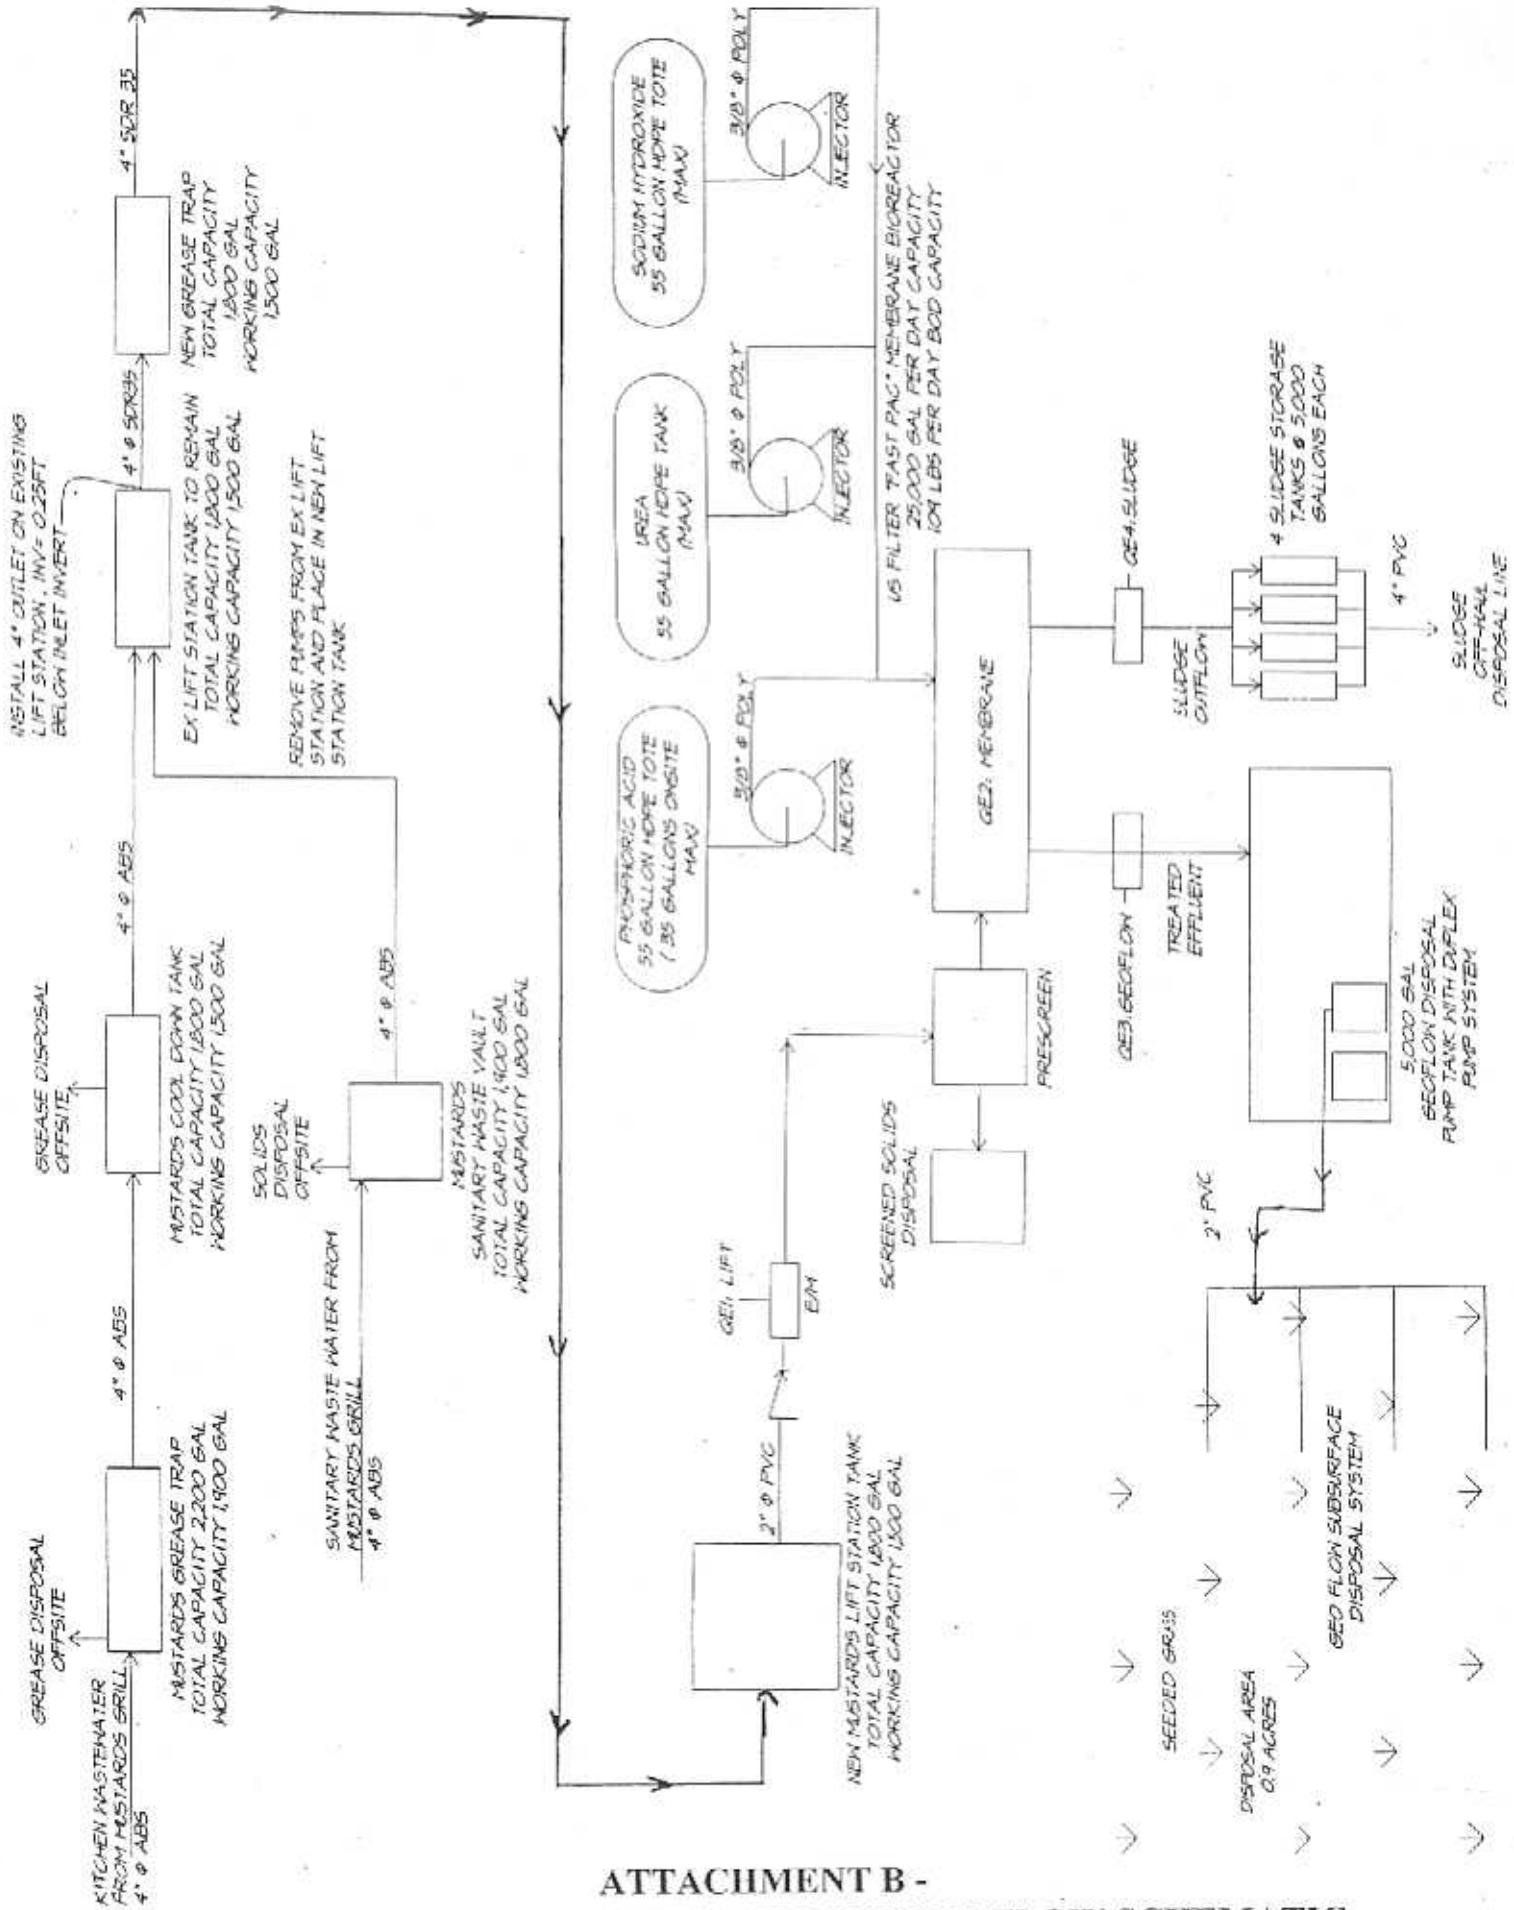 KITCHEN WASTEWATER
FROM MUSTARDS GRILL
4" Φ ABS
GREASE DISPOSAL
OFFSITE
MUSTARDS GREASE TRAP
TOTAL CAPACITY 2,200 GAL
WORKING CAPACITY 1,900 GAL
4" Φ ABS
GREASE DISPOSAL
OFFSITE
MUSTARDS COOL DOWN TANK
TOTAL CAPACITY 1,800 GAL
WORKING CAPACITY 1,500 GAL
4" Φ ABS
INSTALL 4" OUTLET ON EXISTING
LIFT STATION, INV= 0.25FT
BELOW INLET INVERT
EX LIFT STATION TANK TO REMAIN
TOTAL CAPACITY 1,800 GAL
WORKING CAPACITY 1,500 GAL
REMOVE PUMPS FROM EX LIFT
STATION AND PLACE IN NEW LIFT
STATION TANK
4" Φ SDR35
NEW GREASE TRAP
TOTAL CAPACITY
1,800 GAL
WORKING CAPACITY
1,500 GAL
4" SDR 35
SANITARY WASTE WATER FROM
MUSTARDS GRILL
4" Φ ABS
SOLIDS
DISPOSAL
OFFSITE
MUSTARDS
SANITARY WASTE VAULT
TOTAL CAPACITY 1,900 GAL
WORKING CAPACITY 1,800 GAL
4" Φ ABS
NEW MUSTARDS LIFT STATION TANK
TOTAL CAPACITY 1,800 GAL
WORKING CAPACITY 1,500 GAL
2" Φ PVC
QE1: LIFT
E/M
SCREENED SOLIDS
DISPOSAL
PRESCREEN
PHOSPHORIC ACID
55 GALLON HDPE TOTE
(35 GALLONS ONSITE
MAX)
3/8" Φ POLY
INJECTOR
UREA
55 GALLON HDPE TANK
(MAX)
3/8" Φ POLY
INJECTOR
SODIUM HYDROXIDE
55 GALLON HDPE TOTE
(MAX)
3/8" Φ POLY
INJECTOR
US FILTER "FAST PAC" MEMBRANE BIOREACTOR
25,000 GAL PER DAY CAPACITY
109 LBS PER DAY BOD CAPACITY
QE2: MEMBRANE
QE3.GEOFLOW
TREATED
EFFLUENT
QE4.SLUDGE
SLUDGE
OUTFLOW
4 SLUDGE STORAGE
TANKS @ 5,000
GALLONS EACH
4" PVC
SLUDGE
OFF-HAUL
DISPOSAL LINE
5,000 GAL
GEOFLOW DISPOSAL
PUMP TANK WITH DUPLEX
PUMP SYSTEM
2" PVC
SEEDED GRASS
DISPOSAL AREA
0.9 ACRES
GEO FLOW SUBSURFACE
DISPOSAL SYSTEM
ATTACHMENT B -